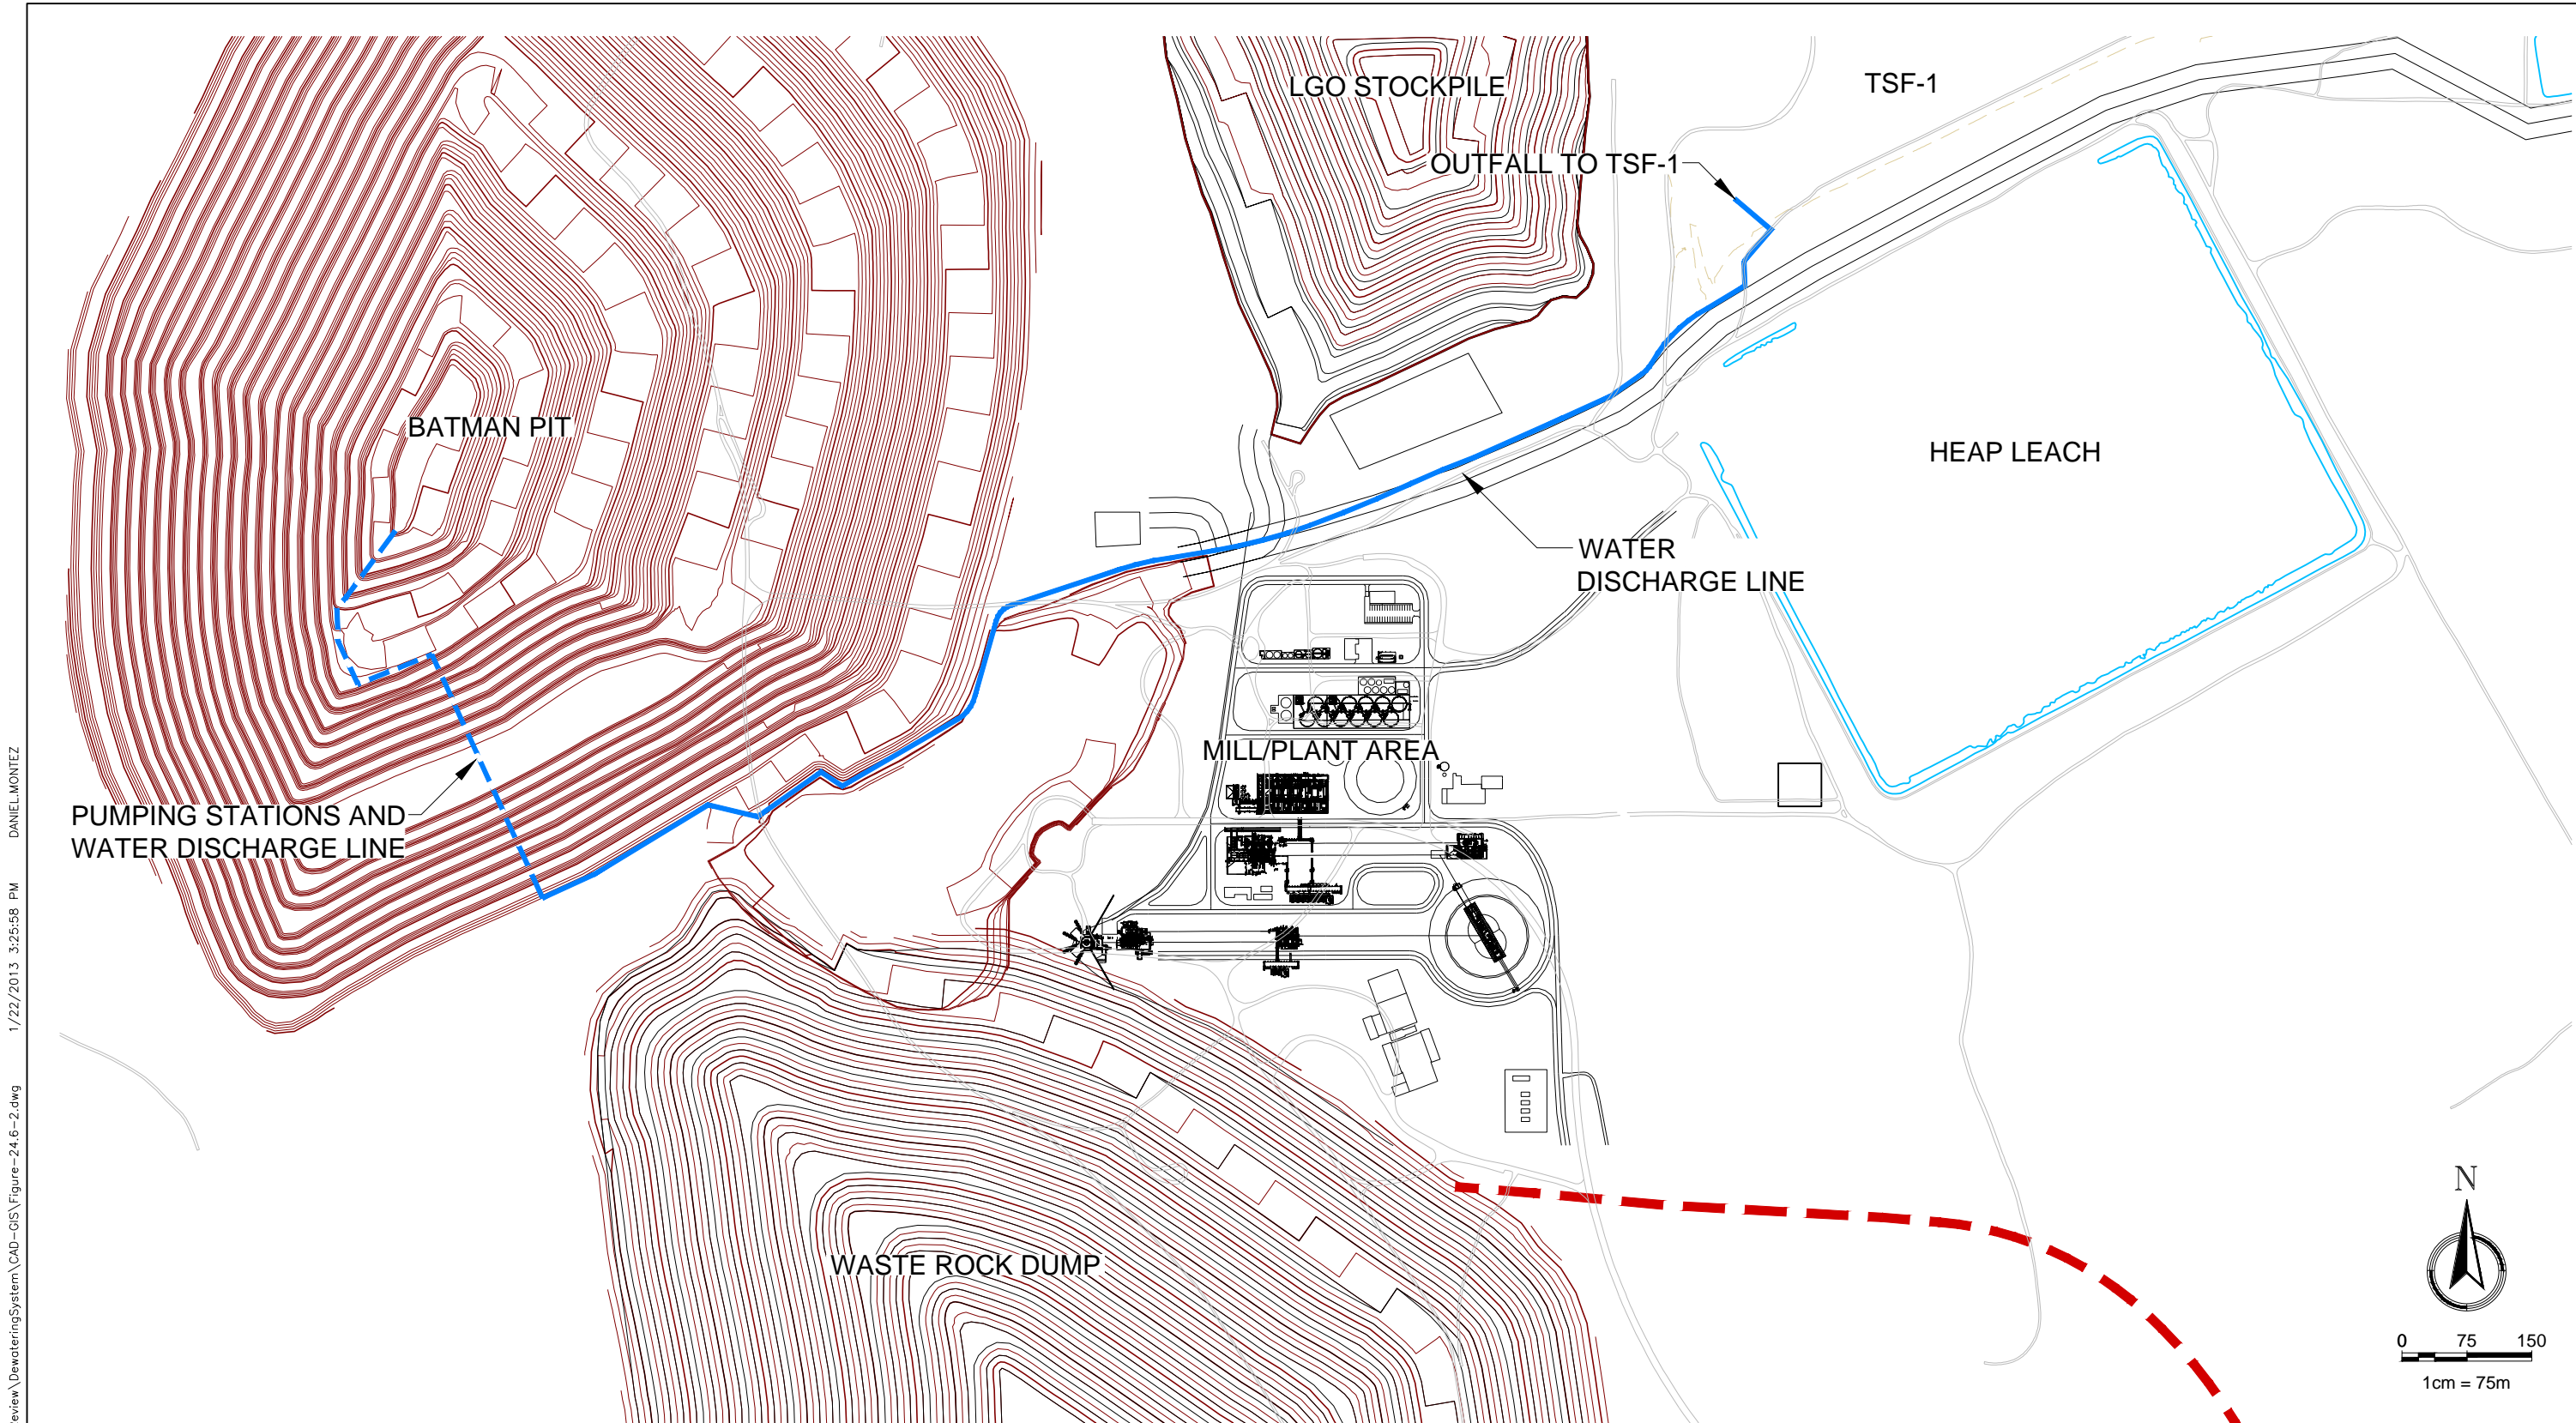 LGO STOCKPILE
TSF-1
OUTFALL TO TSF-1
BATMAN PIT
HEAP LEACH
WATER
DISCHARGE LINE
MILL/PLANT AREA
PUMPING STATIONS AND
WATER DISCHARGE LINE
WASTE ROCK DUMP
N
0 75 150
1cm = 75m
eview\DewateringSystem\CAD-GIS\Figure-24.6-2.dwg 1/22/2013 3:25:58 PM DANIEL.MONTEZ